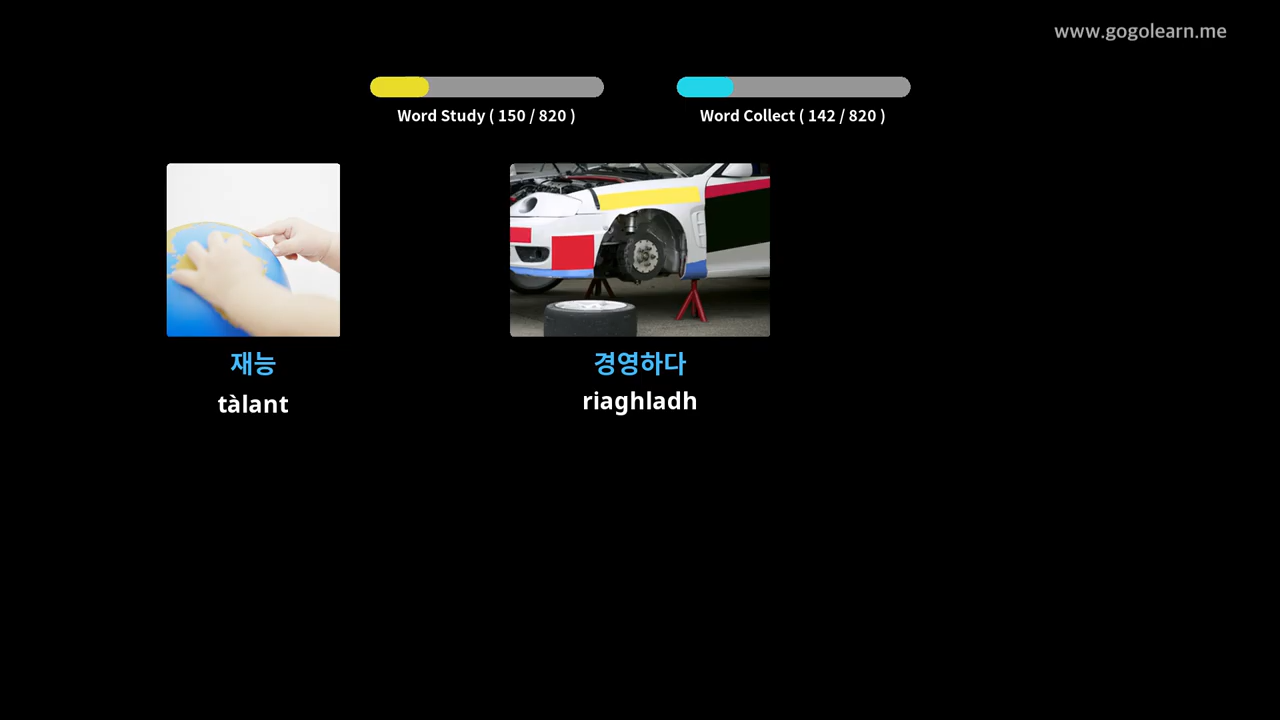 www.gogolearn.me
Word Study ( 150 / 820 )
Word Collect ( 142 / 820 )
재능
tàlant
경영하다
riaghladh